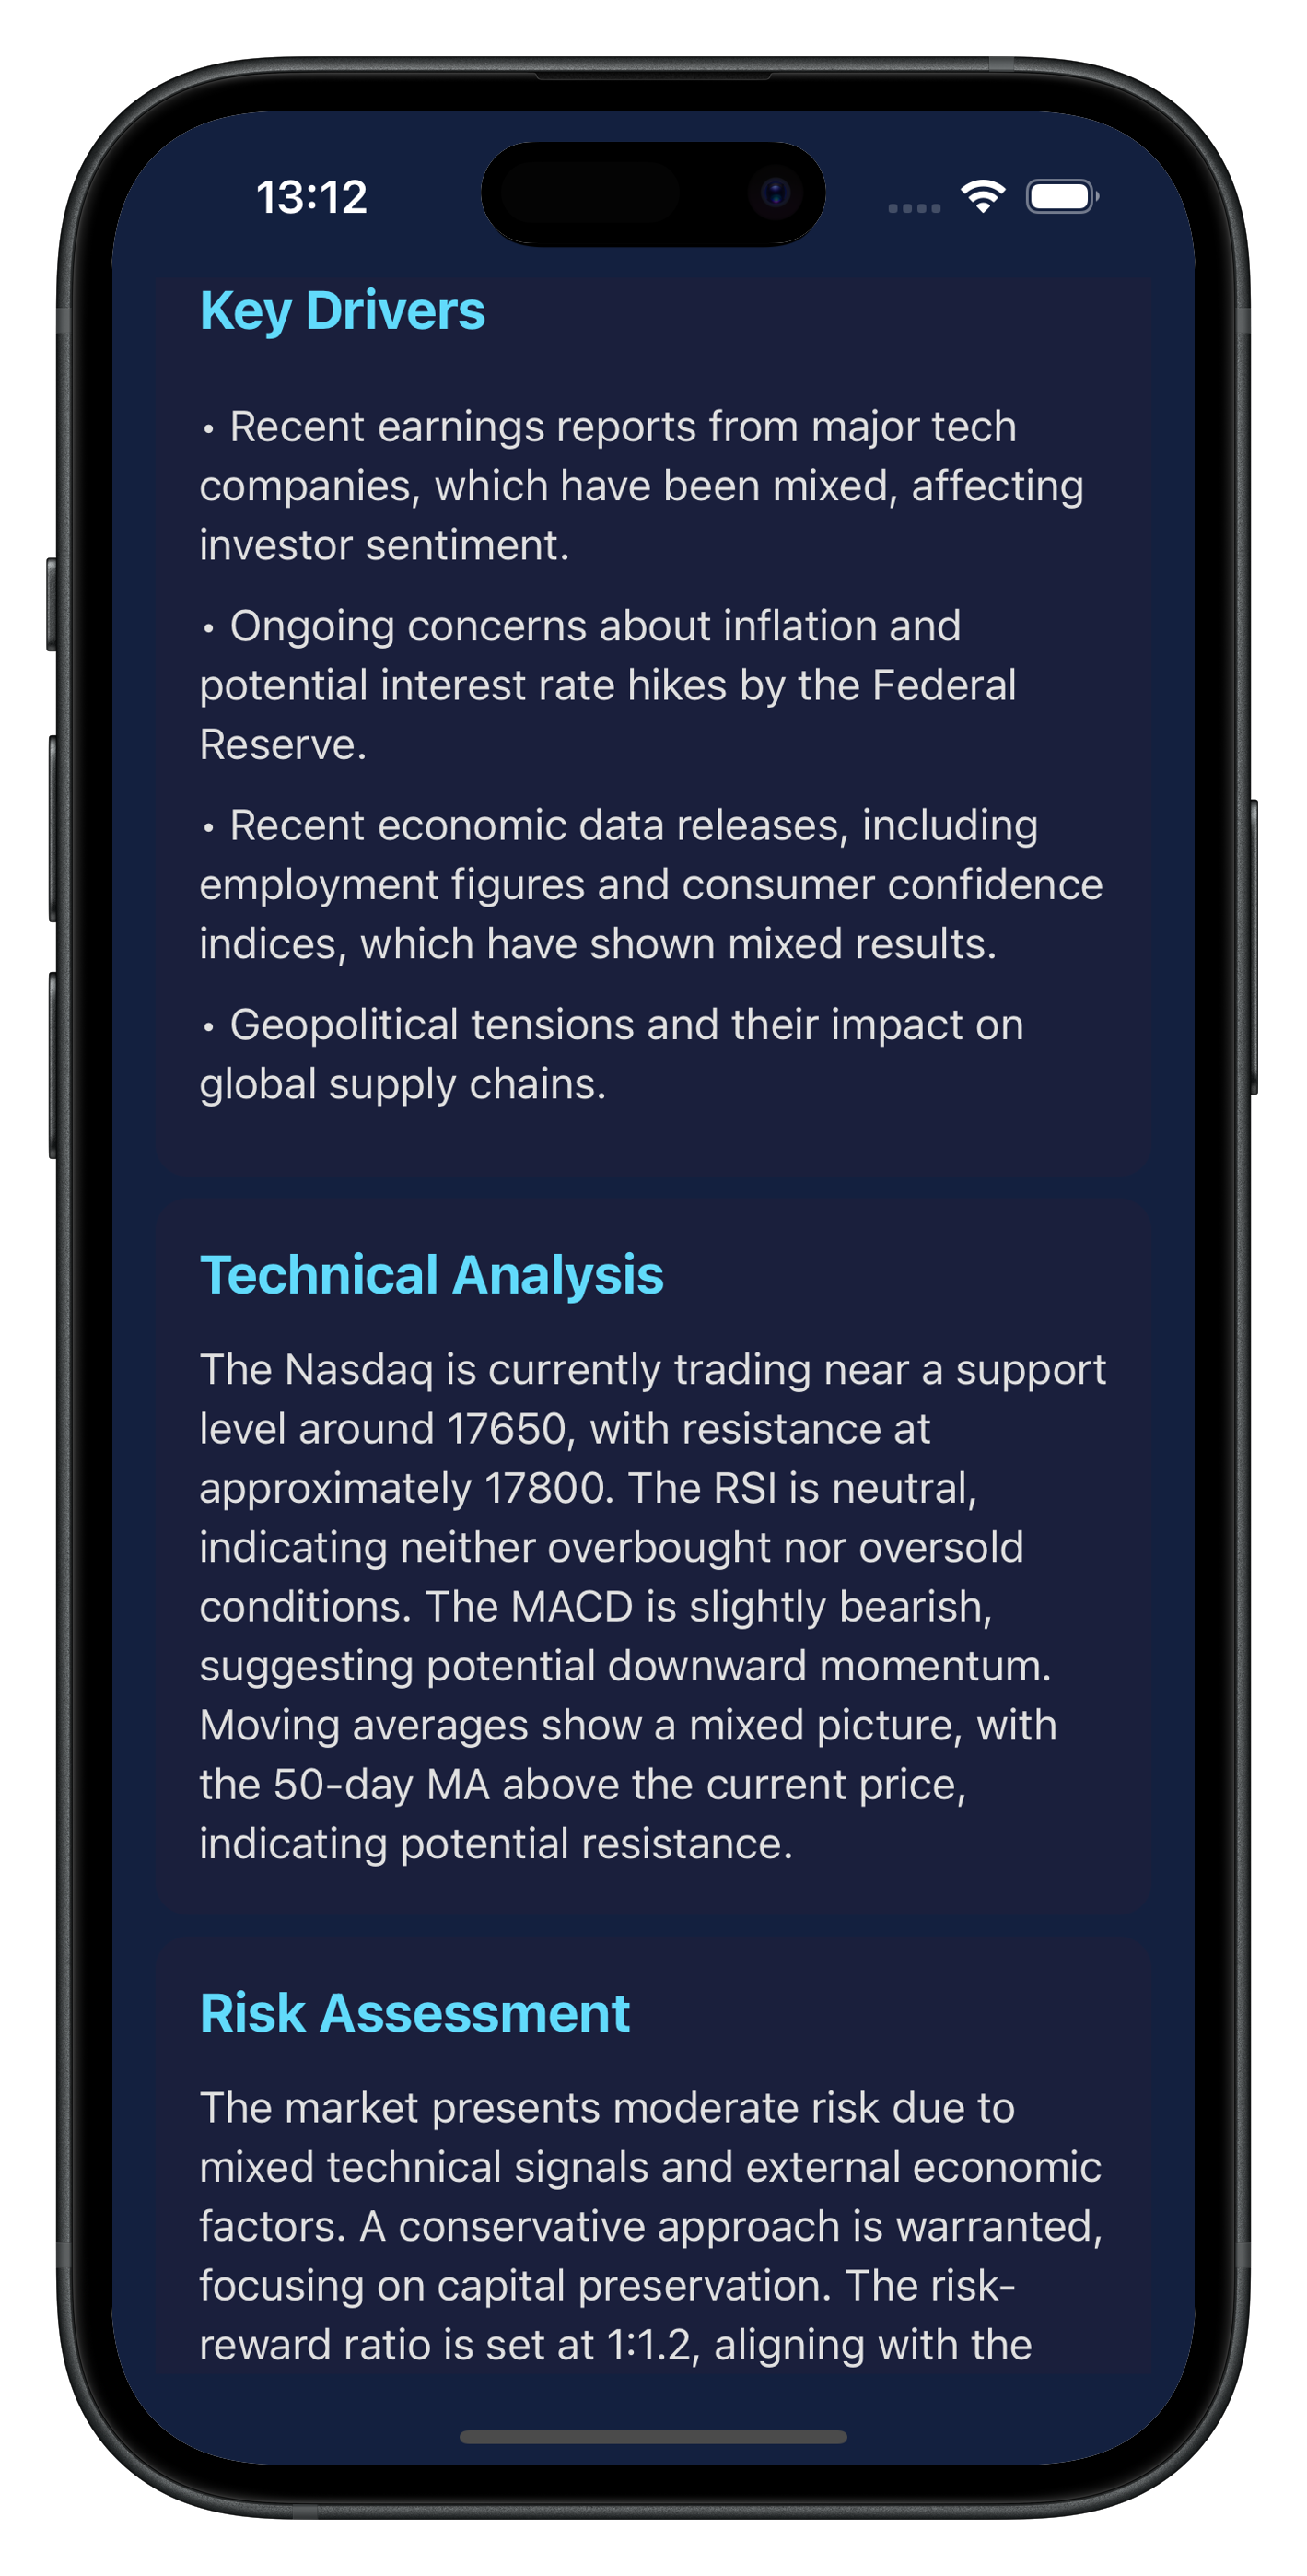 13:12
Key Drivers
• Recent earnings reports from major tech
companies, which have been mixed, affecting
investor sentiment.
• Ongoing concerns about inflation and
potential interest rate hikes by the Federal
Reserve.
• Recent economic data releases, including
employment figures and consumer confidence
indices, which have shown mixed results.
• Geopolitical tensions and their impact on
global supply chains.
Technical Analysis
The Nasdaq is currently trading near a support
level around 17650, with resistance at
approximately 17800. The RSI is neutral,
indicating neither overbought nor oversold
conditions. The MACD is slightly bearish,
suggesting potential downward momentum.
Moving averages show a mixed picture, with
the 50-day MA above the current price,
indicating potential resistance.
Risk Assessment
The market presents moderate risk due to
mixed technical signals and external economic
factors. A conservative approach is warranted,
focusing on capital preservation. The risk-
reward ratio is set at 1:1.2, aligning with the